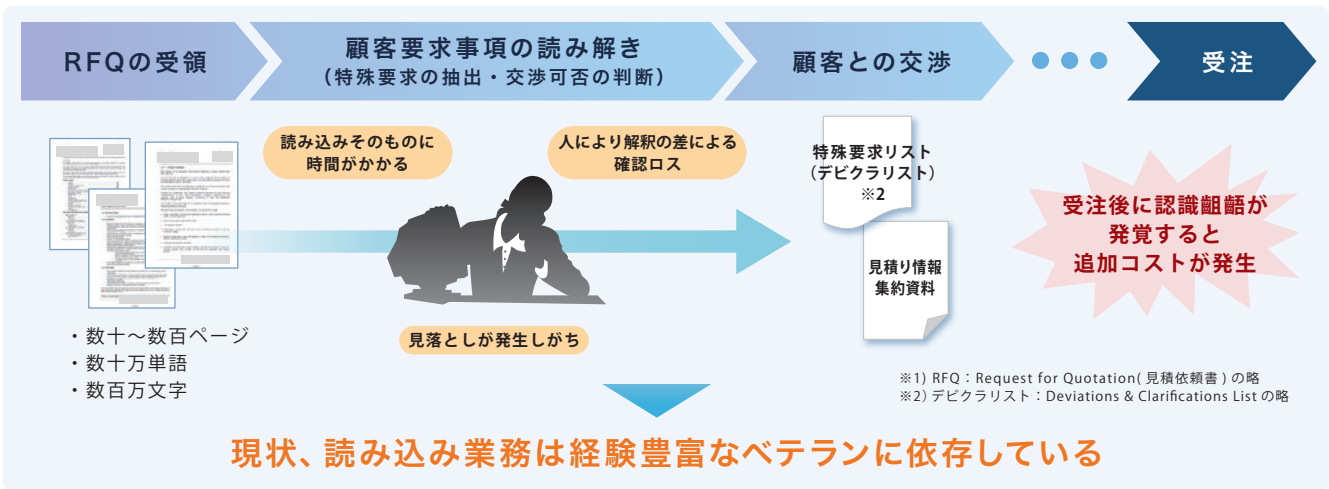 RFQの受領
顧客要求事項の読み解き
（特殊要求の抽出・交渉可否の判断）
顧客との交渉
受注
読み込みそのものに
時間がかかる
人により解釈の差による
確認ロス
見落としが発生しがち
特殊要求リスト
（デビクラリスト）
※2
見積り情報
集約資料
受注後に認識齟齬が
発覚すると
追加コストが発生
・数十～数百ページ
・数十万単語
・数百万文字
※1) RFQ：Request for Quotation( 見積依頼書 ) の略
※2) デビクラリスト：Deviations & Clarifications List の略
現状、読み込み業務は経験豊富なベテランに依存している